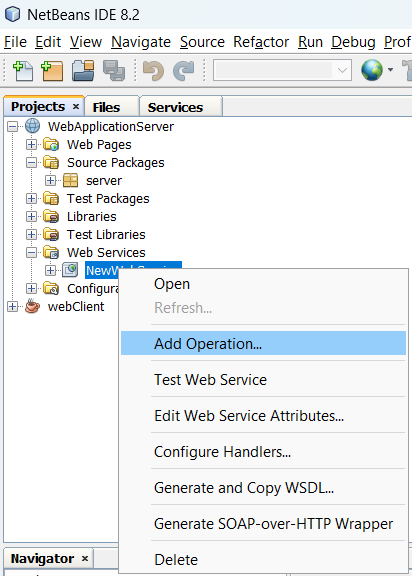 NetBeans IDE 8.2
File Edit View Navigate Source Refactor Run Debug Prof
Projects × Files Services
WebApplicationServer
Web Pages
Source Packages
server
Test Packages
Libraries
Test Libraries
Web Services
Configura
webClient
Open
Refresh...
Add Operation...
Test Web Service
Edit Web Service Attributes...
Configure Handlers...
Generate and Copy WSDL...
Generate SOAP-over-HTTP Wrapper
Delete
Navigator ×